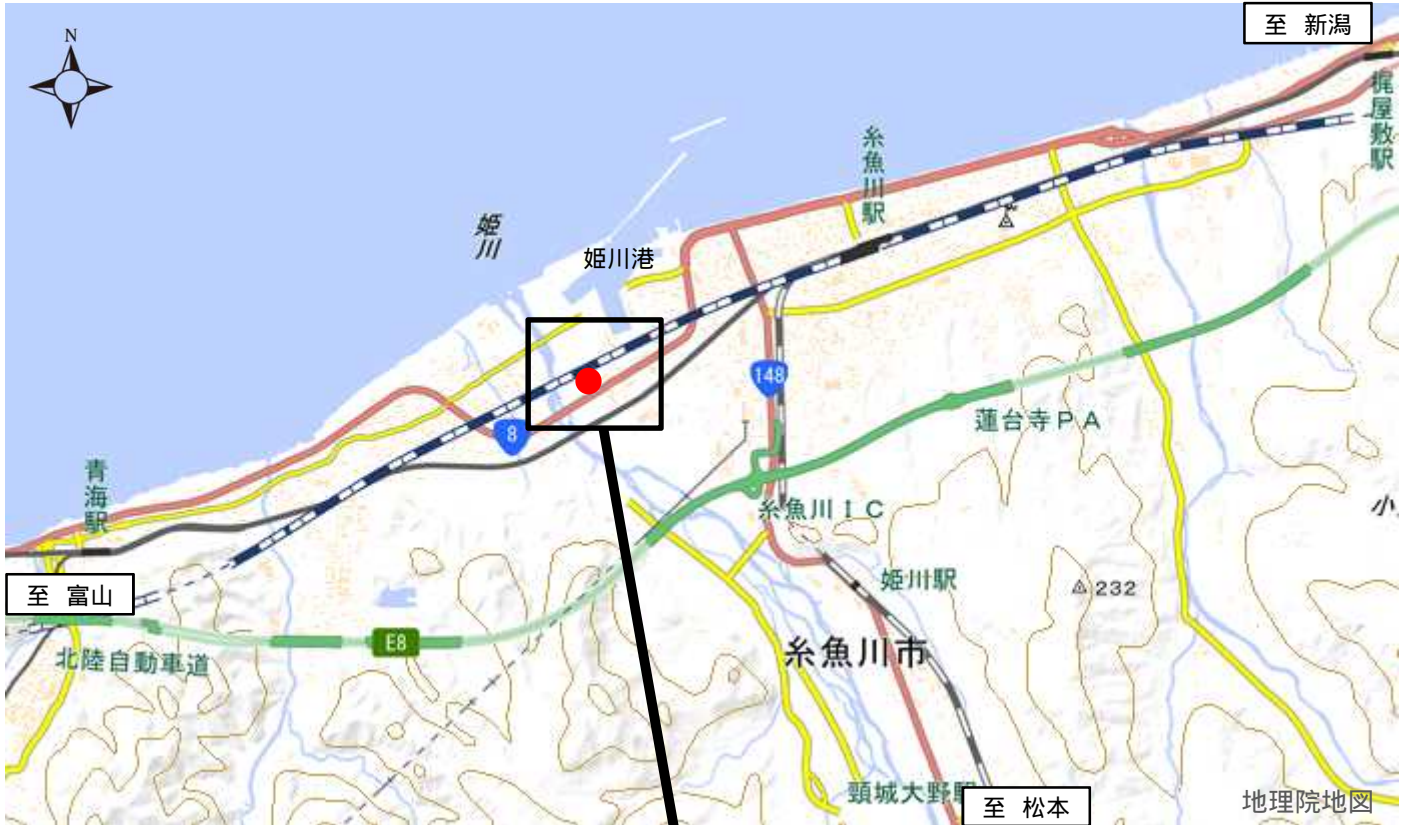 至 新潟
N
梶屋敷駅
糸魚川駅
姫川
姫川港
148
蓮台寺PA
8
青海駅
糸魚川IC
小
姫川駅
232
至 富山
E8
糸魚川市
北陸自動車道
頸城大野駅
至 松本
地理院地図